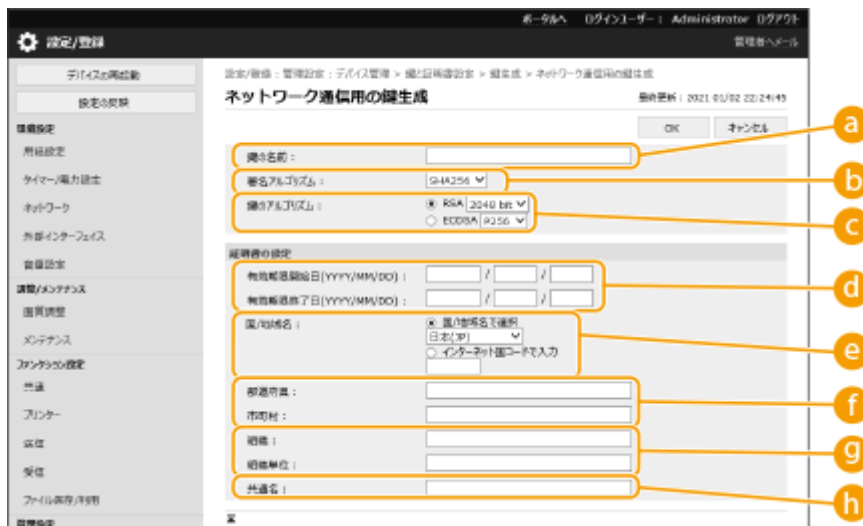 ポータルへ ログインユーザー： Administrator ログアウト
設定/登録
管理者へメール
デバイスの再起動
設定の反映
環境設定
用紙設定
タイマー/電力設定
ネットワーク
外部インターフェイス
音量設定
調整/メンテナンス
画質調整
メンテナンス
ファンクション設定
共通
プリンター
送信
受信
ファイル保存/利用
管理設定
設定/登録 : 管理設定 : デバイス管理 > 鍵と証明書設定 > 鍵生成 > ネットワーク通信用の鍵生成
ネットワーク通信用の鍵生成
最終更新 : 2021 01/02 22:24:45
OK キャンセル
鍵の名前 :
a
署名アルゴリズム : SHA256
b
鍵のアルゴリズム : RSA 2048 bit
ECDSA P256
c
証明書の設定
有効期限開始日(YYYY/MM/DD) : / /
有効期限終了日(YYYY/MM/DD) : / /
d
国/地域名 : 国/地域名で選択
日本(JP)
インターネット国コードで入力
e
都道府県 :
市町村 :
f
組織 :
組織単位 :
g
共通名 :
h